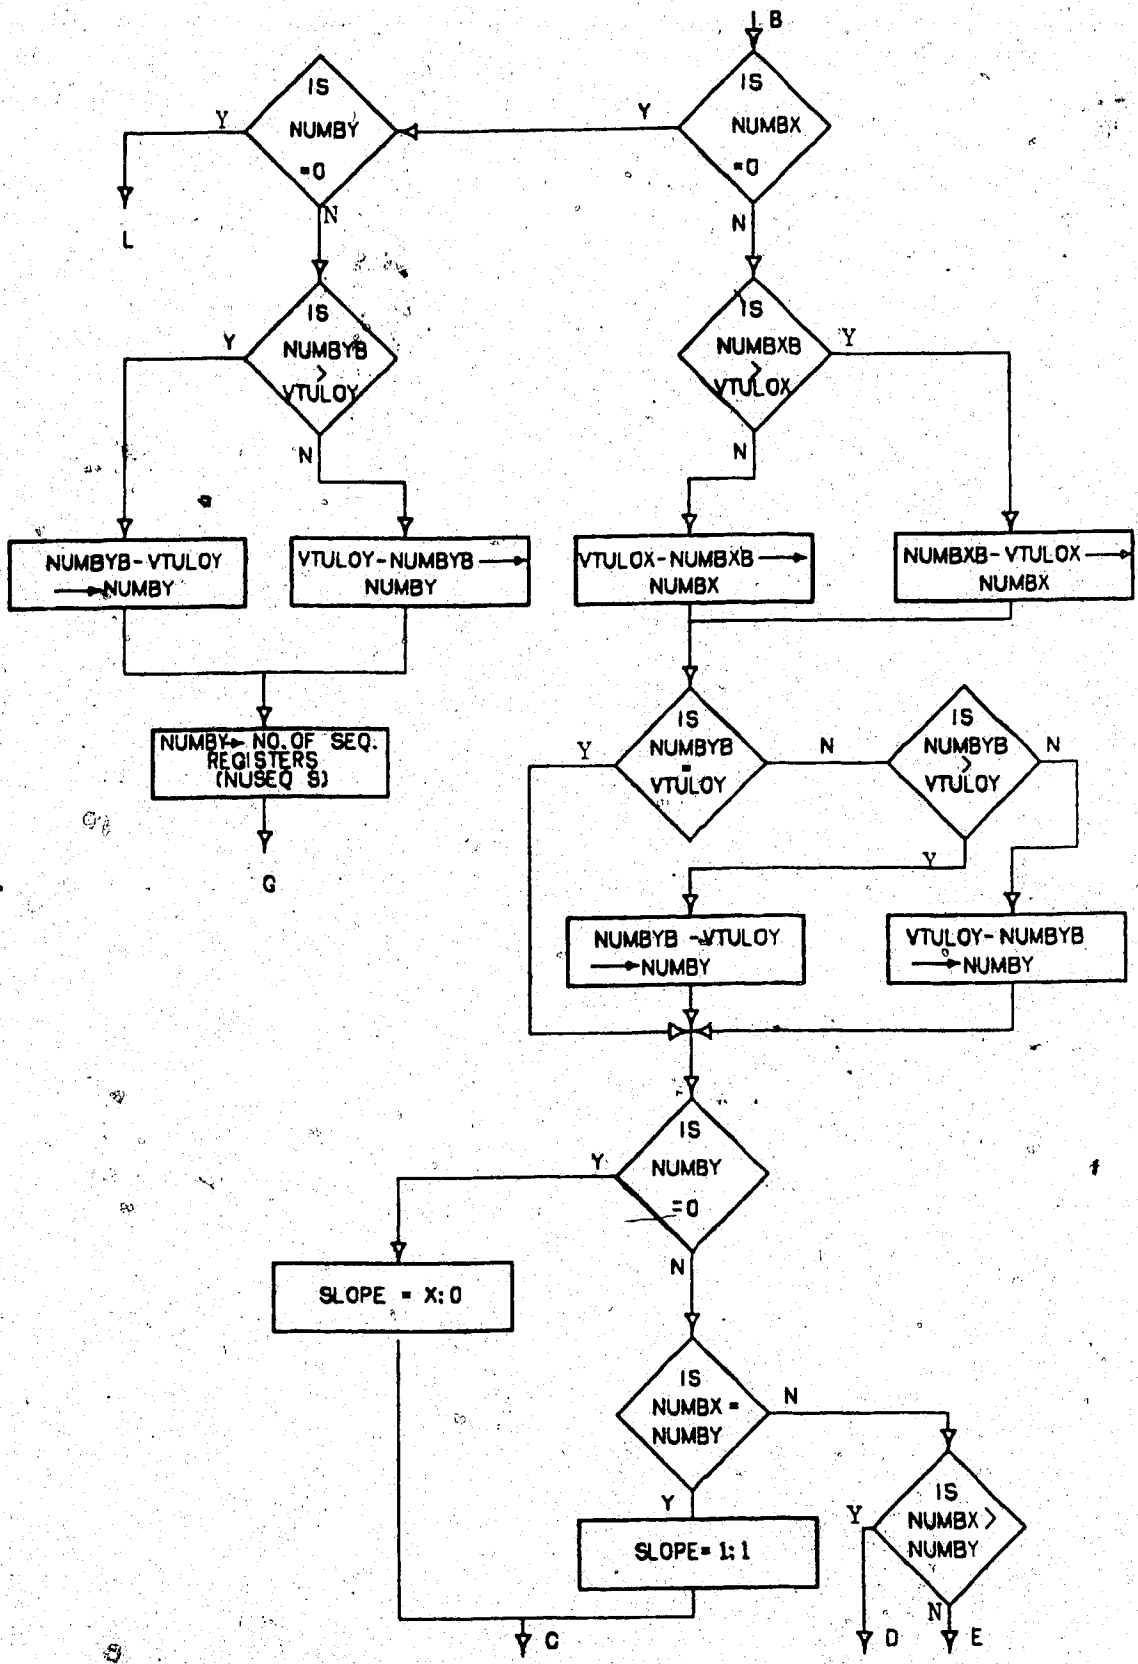 B
IS
NUMBX
=0
Y
N
IS
NUMBY
=0
Y
N
L
IS
NUMBYB
>
VTULOY
Y
N
IS
NUMBXB
>
VTULOX
Y
N
NUMBYB-VTULOY
→NUMBY
VTULOY-NUMBYB→
NUMBY
VTULOX-NUMBXB→
NUMBX
NUMBXB-VTULOX→
NUMBX
NUMBY→ NO. OF SEQ.
REGISTERS
(NUSEQ S)
G
IS
NUMBYB
=
VTULOY
Y
N
IS
NUMBYB
>
VTULOY
N
Y
NUMBYB -VTULOY
→NUMBY
VTULOY-NUMBYB
→NUMBY
IS
NUMBY
=0
Y
N
SLOPE = X:0
IS
NUMBX =
NUMBY
N
Y
SLOPE= 1:1
IS
NUMBX >
NUMBY
Y
N
C
D
E